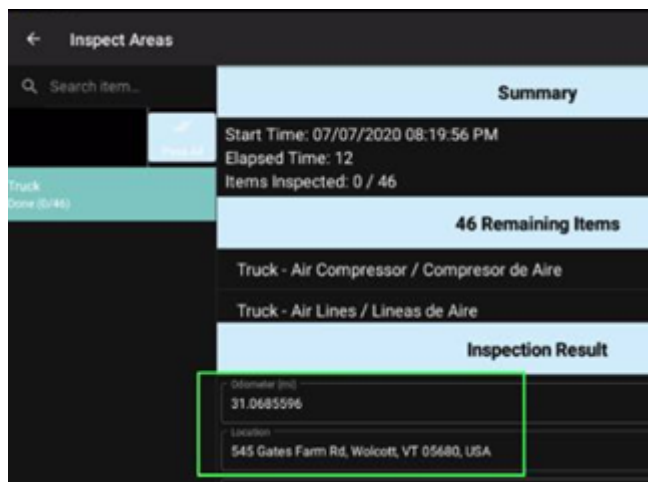 Inspect Areas
Search item...
Summary
Pass All
Start Time: 07/07/2020 08:19:56 PM
Elapsed Time: 12
Items Inspected: 0 / 46
Truck
Done (0/46)
46 Remaining Items
Truck - Air Compressor / Compresor de Aire
Truck - Air Lines / Lineas de Aire
Inspection Result
Odometer (mi)
31.0685596
Location
545 Gates Farm Rd, Wolcott, VT 05680, USA